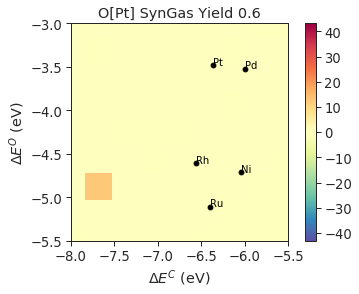 O[Pt] SynGas Yield 0.6
−3.0
−3.5
−4.0
−4.5
−5.0
−5.5
ΔE^O (eV)
Pt
Pd
Rh
Ni
Ru
−8.0 −7.5 −7.0 −6.5 −6.0 −5.5
ΔE^C (eV)
40
30
20
10
0
−10
−20
−30
−40